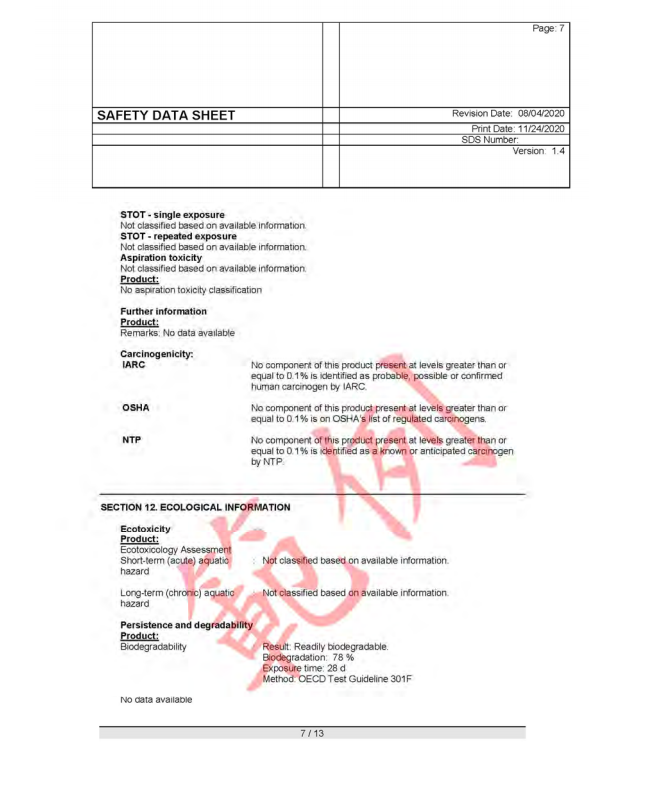 Page: 7
SAFETY DATA SHEET
Revision Date: 08/04/2020
Print Date: 11/24/2020
SDS Number:
Version: 1.4
STOT - single exposure
Not classified based on available information.
STOT - repeated exposure
Not classified based on available information.
Aspiration toxicity
Not classified based on available information.
Product:
No aspiration toxicity classification
Further information
Product:
Remarks: No data available
Carcinogenicity:
IARC No component of this product present at levels greater than or
equal to 0.1% is identified as probable, possible or confirmed
human carcinogen by IARC.
OSHA No component of this product present at levels greater than or
equal to 0.1% is on OSHA's list of regulated carcinogens.
NTP No component of this product present at levels greater than or
equal to 0.1% is identified as a known or anticipated carcinogen
by NTP.
SECTION 12. ECOLOGICAL INFORMATION
Ecotoxicity
Product:
Ecotoxicology Assessment
Short-term (acute) aquatic : Not classified based on available information.
hazard
Long-term (chronic) aquatic : Not classified based on available information.
hazard
Persistence and degradability
Product:
Biodegradability Result: Readily biodegradable.
Biodegradation: 78 %
Exposure time: 28 d
Method: OECD Test Guideline 301F
No data available
7 / 13
範例